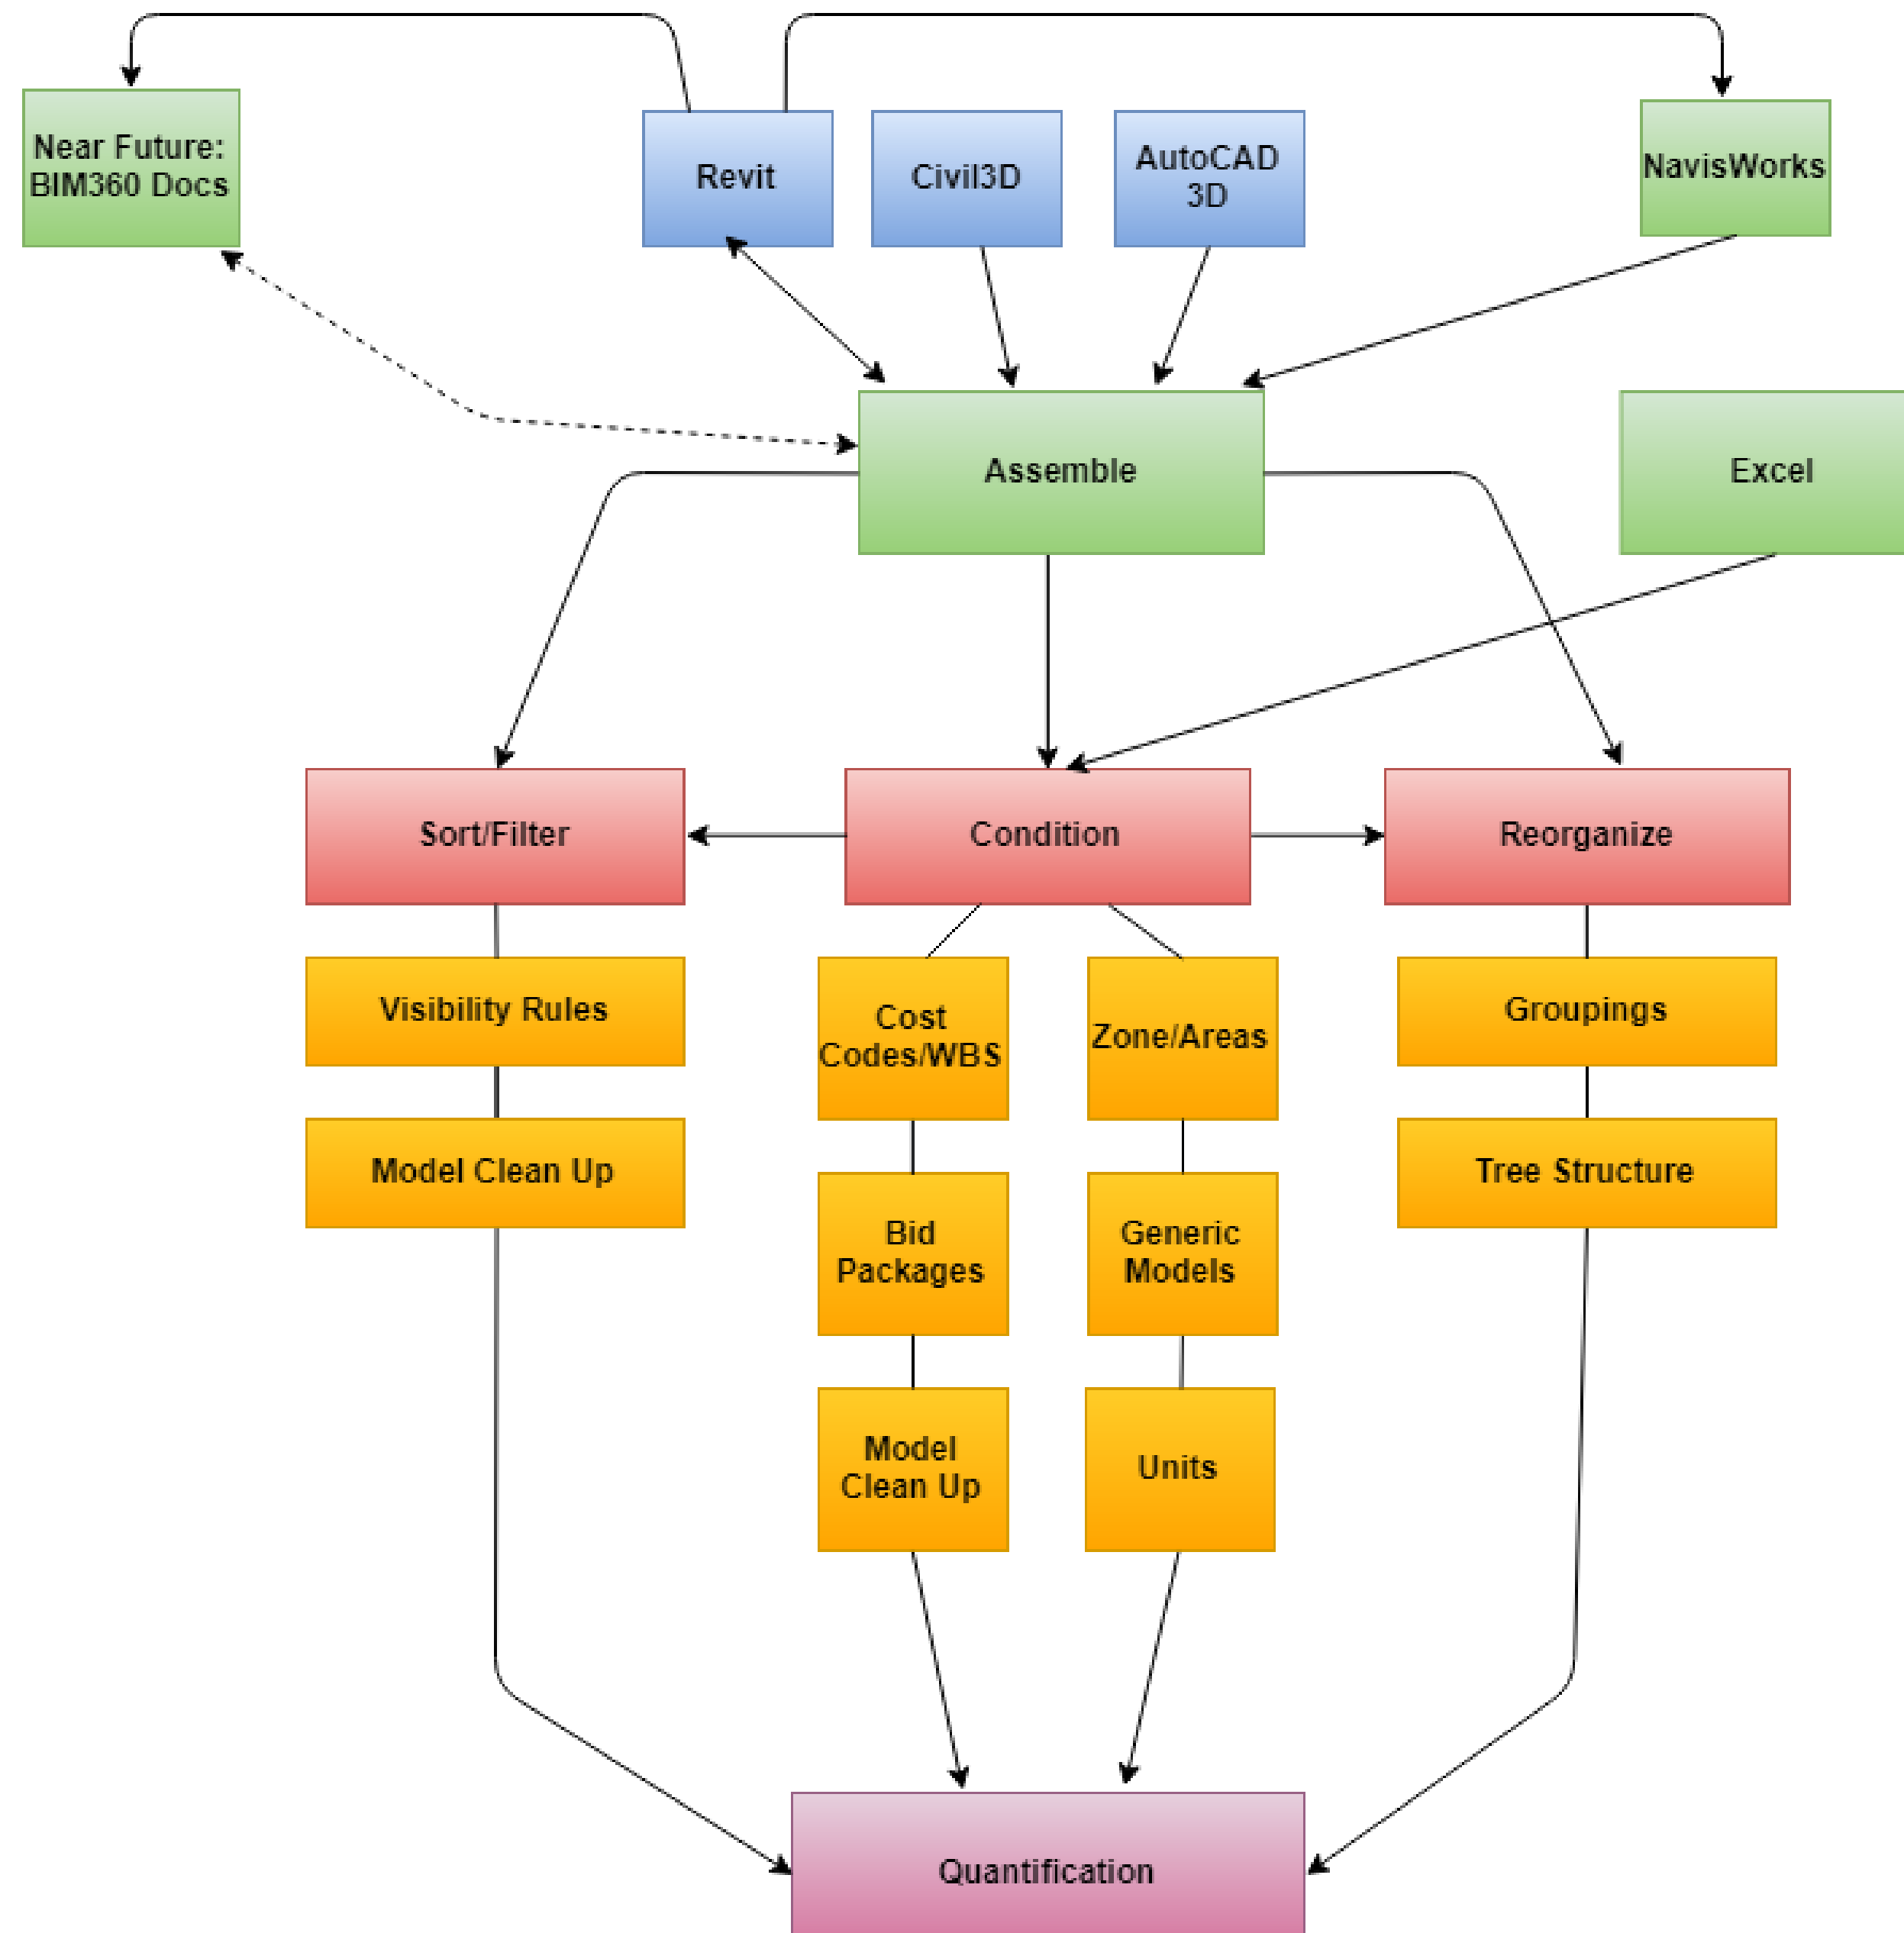 Near Future:
BIM360 Docs
Revit
Civil3D
AutoCAD
3D
NavisWorks
Assemble
Excel
Sort/Filter
Condition
Reorganize
Visibility Rules
Cost
Codes/WBS
Zone/Areas
Groupings
Model Clean Up
Tree Structure
Bid
Packages
Generic
Models
Model
Clean Up
Units
Quantification